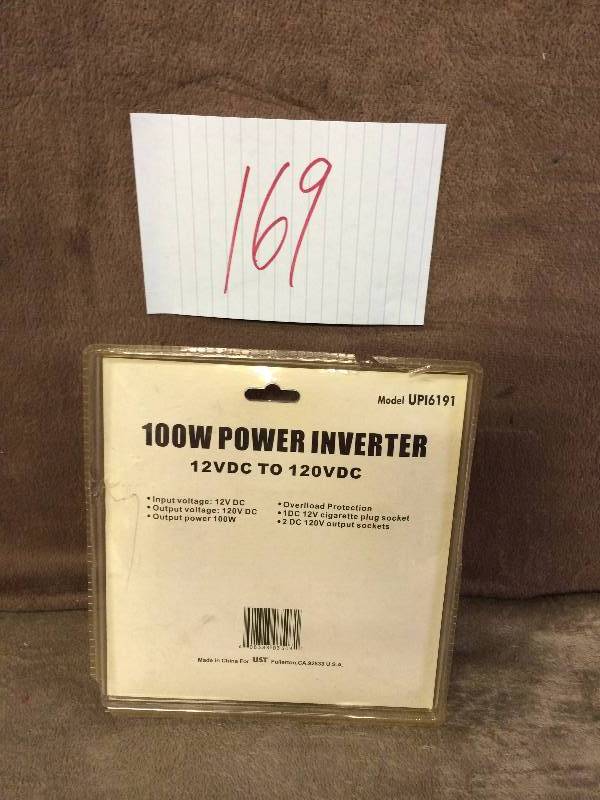 169
Model UPI6191
100W POWER INVERTER
12VDC TO 120VDC
• Input voltage: 12V DC
• Output voltage: 120V DC
• Output power 100W
• Overload Protection
• 1DC 12V cigarette plug socket
• 2 DC 120V output sockets
Made in China For UST Fullerton,CA.92833 U.S.A.